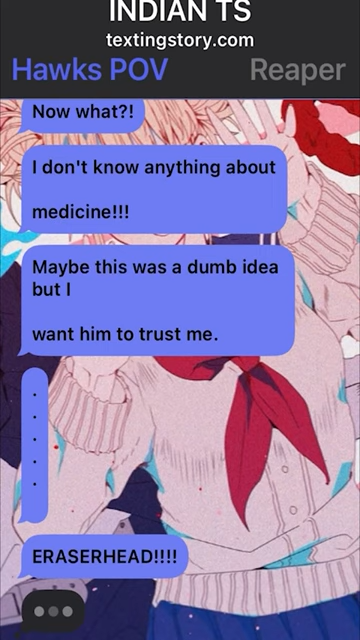 INDIAN TS
textingstory.com
Hawks POV
Reaper
Now what?!
I don't know anything about
medicine!!!
Maybe this was a dumb idea
but I
want him to trust me.
.
.
.
.
.
ERASERHEAD!!!!